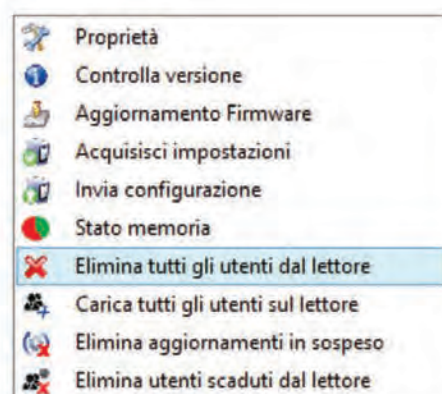 Proprietà
Controlla versione
Aggiornamento Firmware
Acquisisci impostazioni
Invia configurazione
Stato memoria
Elimina tutti gli utenti dal lettore
Carica tutti gli utenti sul lettore
Elimina aggiornamenti in sospeso
Elimina utenti scaduti dal lettore